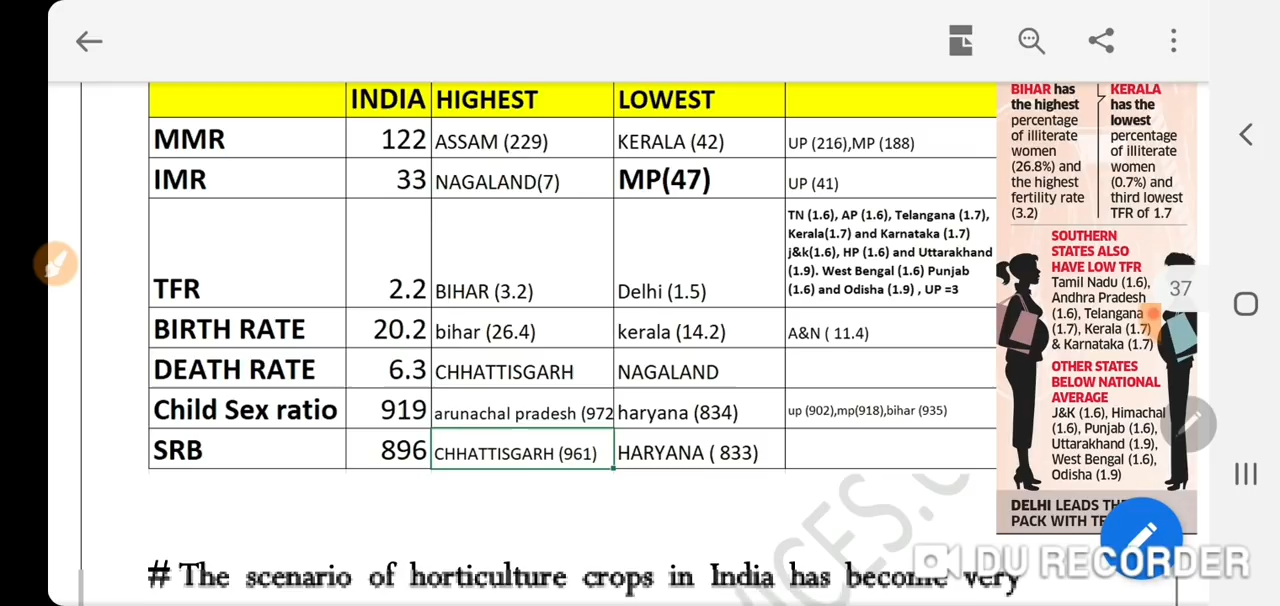 INDIA HIGHEST LOWEST
MMR 122 ASSAM (229) KERALA (42) UP (216),MP (188)
IMR 33 NAGALAND(7) MP(47) UP (41)
TN (1.6), AP (1.6), Telangana (1.7),
Kerala(1.7) and Karnataka (1.7)
j&k(1.6), HP (1.6) and Uttarakhand
(1.9). West Bengal (1.6) Punjab
(1.6) and Odisha (1.9) , UP =3
TFR 2.2 BIHAR (3.2) Delhi (1.5)
BIRTH RATE 20.2 bihar (26.4) kerala (14.2) A&N ( 11.4)
DEATH RATE 6.3 CHHATTISGARH NAGALAND
Child Sex ratio 919 arunachal pradesh (972 haryana (834) up (902),mp(918),bihar (935)
SRB 896 CHHATTISGARH (961) HARYANA ( 833)
BIHAR has
the highest
percentage
of illiterate
women
(26.8%) and
the highest
fertility rate
(3.2)
KERALA
has the
lowest
percentage
of illiterate
women
(0.7%) and
third lowest
TFR of 1.7
SOUTHERN
STATES ALSO
HAVE LOW TFR
Tamil Nadu (1.6),
Andhra Pradesh
(1.6), Telangana
(1.7), Kerala (1.7)
& Karnataka (1.7)
OTHER STATES
BELOW NATIONAL
AVERAGE
J&K (1.6), Himachal
(1.6), Punjab (1.6),
Uttarakhand (1.9),
West Bengal (1.6),
Odisha (1.9)
DELHI LEADS
PACK WITH
37
# The scenario of horticulture crops in India has become very
DU RECORDER